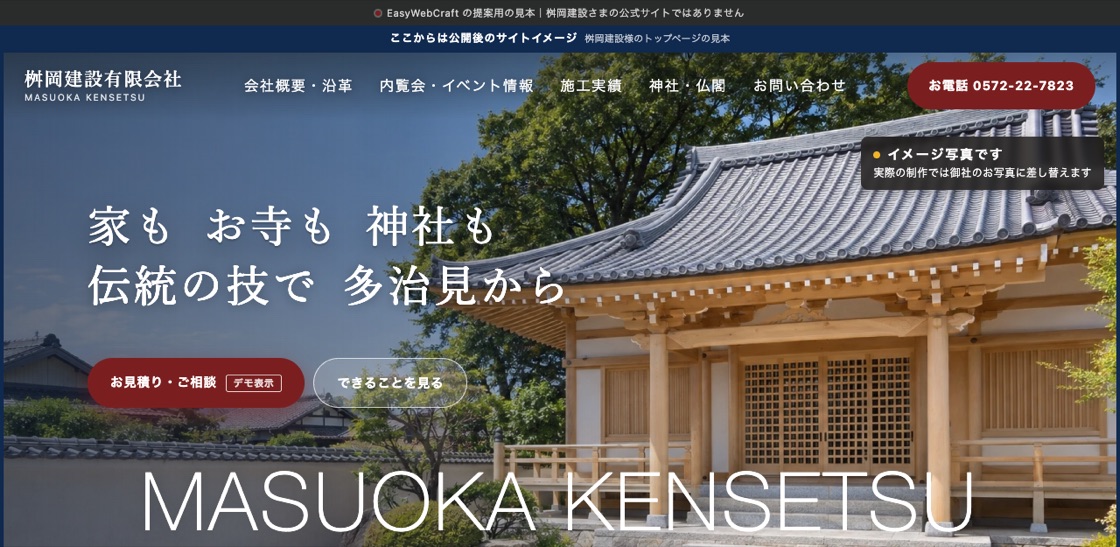 EasyWebCraft の提案用の見本｜桝岡建設さまの公式サイトではありません
ここからは公開後のサイトイメージ 桝岡建設様のトップページの見本
桝岡建設有限会社
MASUOKA KENSETSU
会社概要・沿革 内覧会・イベント情報 施工実績 神社・仏閣 お問い合わせ
お電話 0572-22-7823
イメージ写真です
実際の制作では御社のお写真に差し替えます
家も お寺も 神社も
伝統の技で 多治見から
お見積り・ご相談 デモ表示
できることを見る
MASUOKA KENSETSU